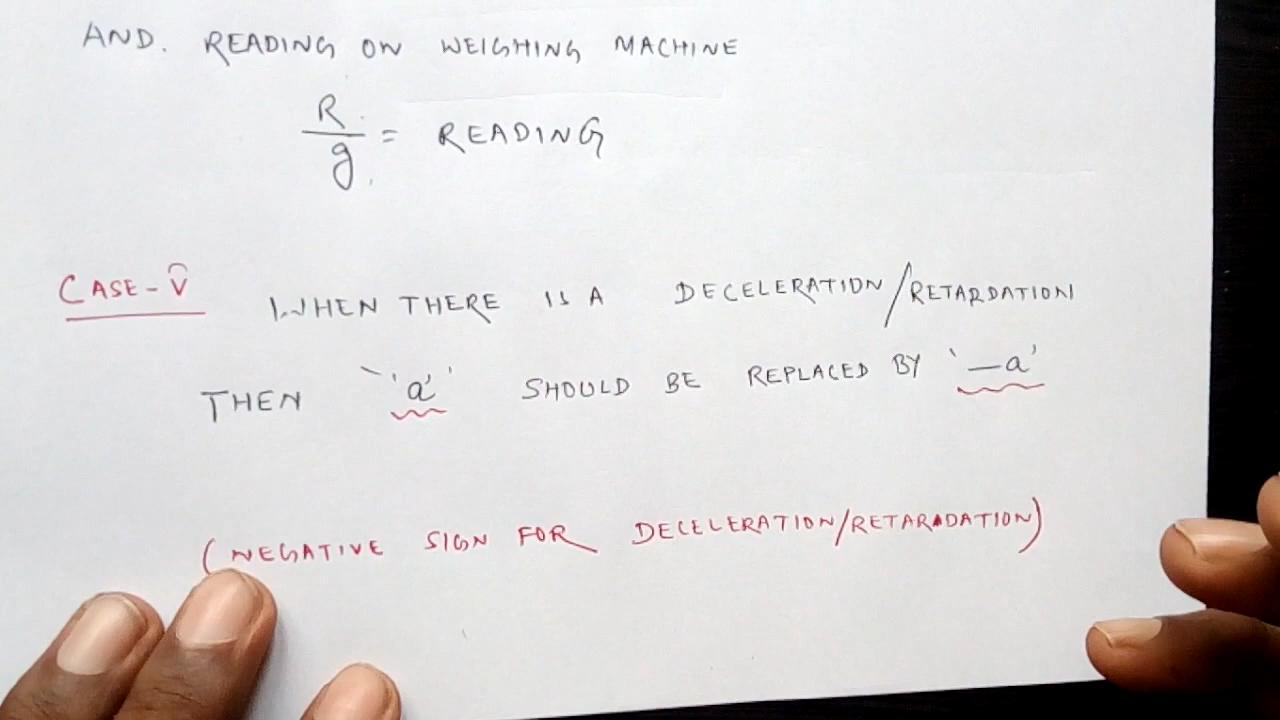 AND. READING ON WEIGHING MACHINE
R/g = READING
CASE-V WHEN THERE IS A DECELERATION/RETARDATION
THEN 'a' SHOULD BE REPLACED BY '-a'
(NEGATIVE SIGN FOR DECELERATION/RETARADATION)